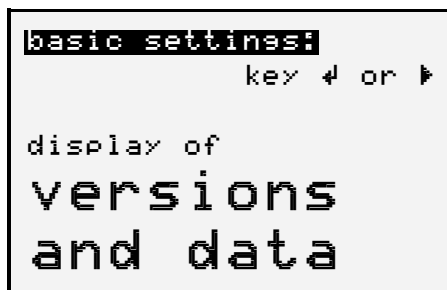 basic settings:
key ↲ or ▶
display of
versions
and data